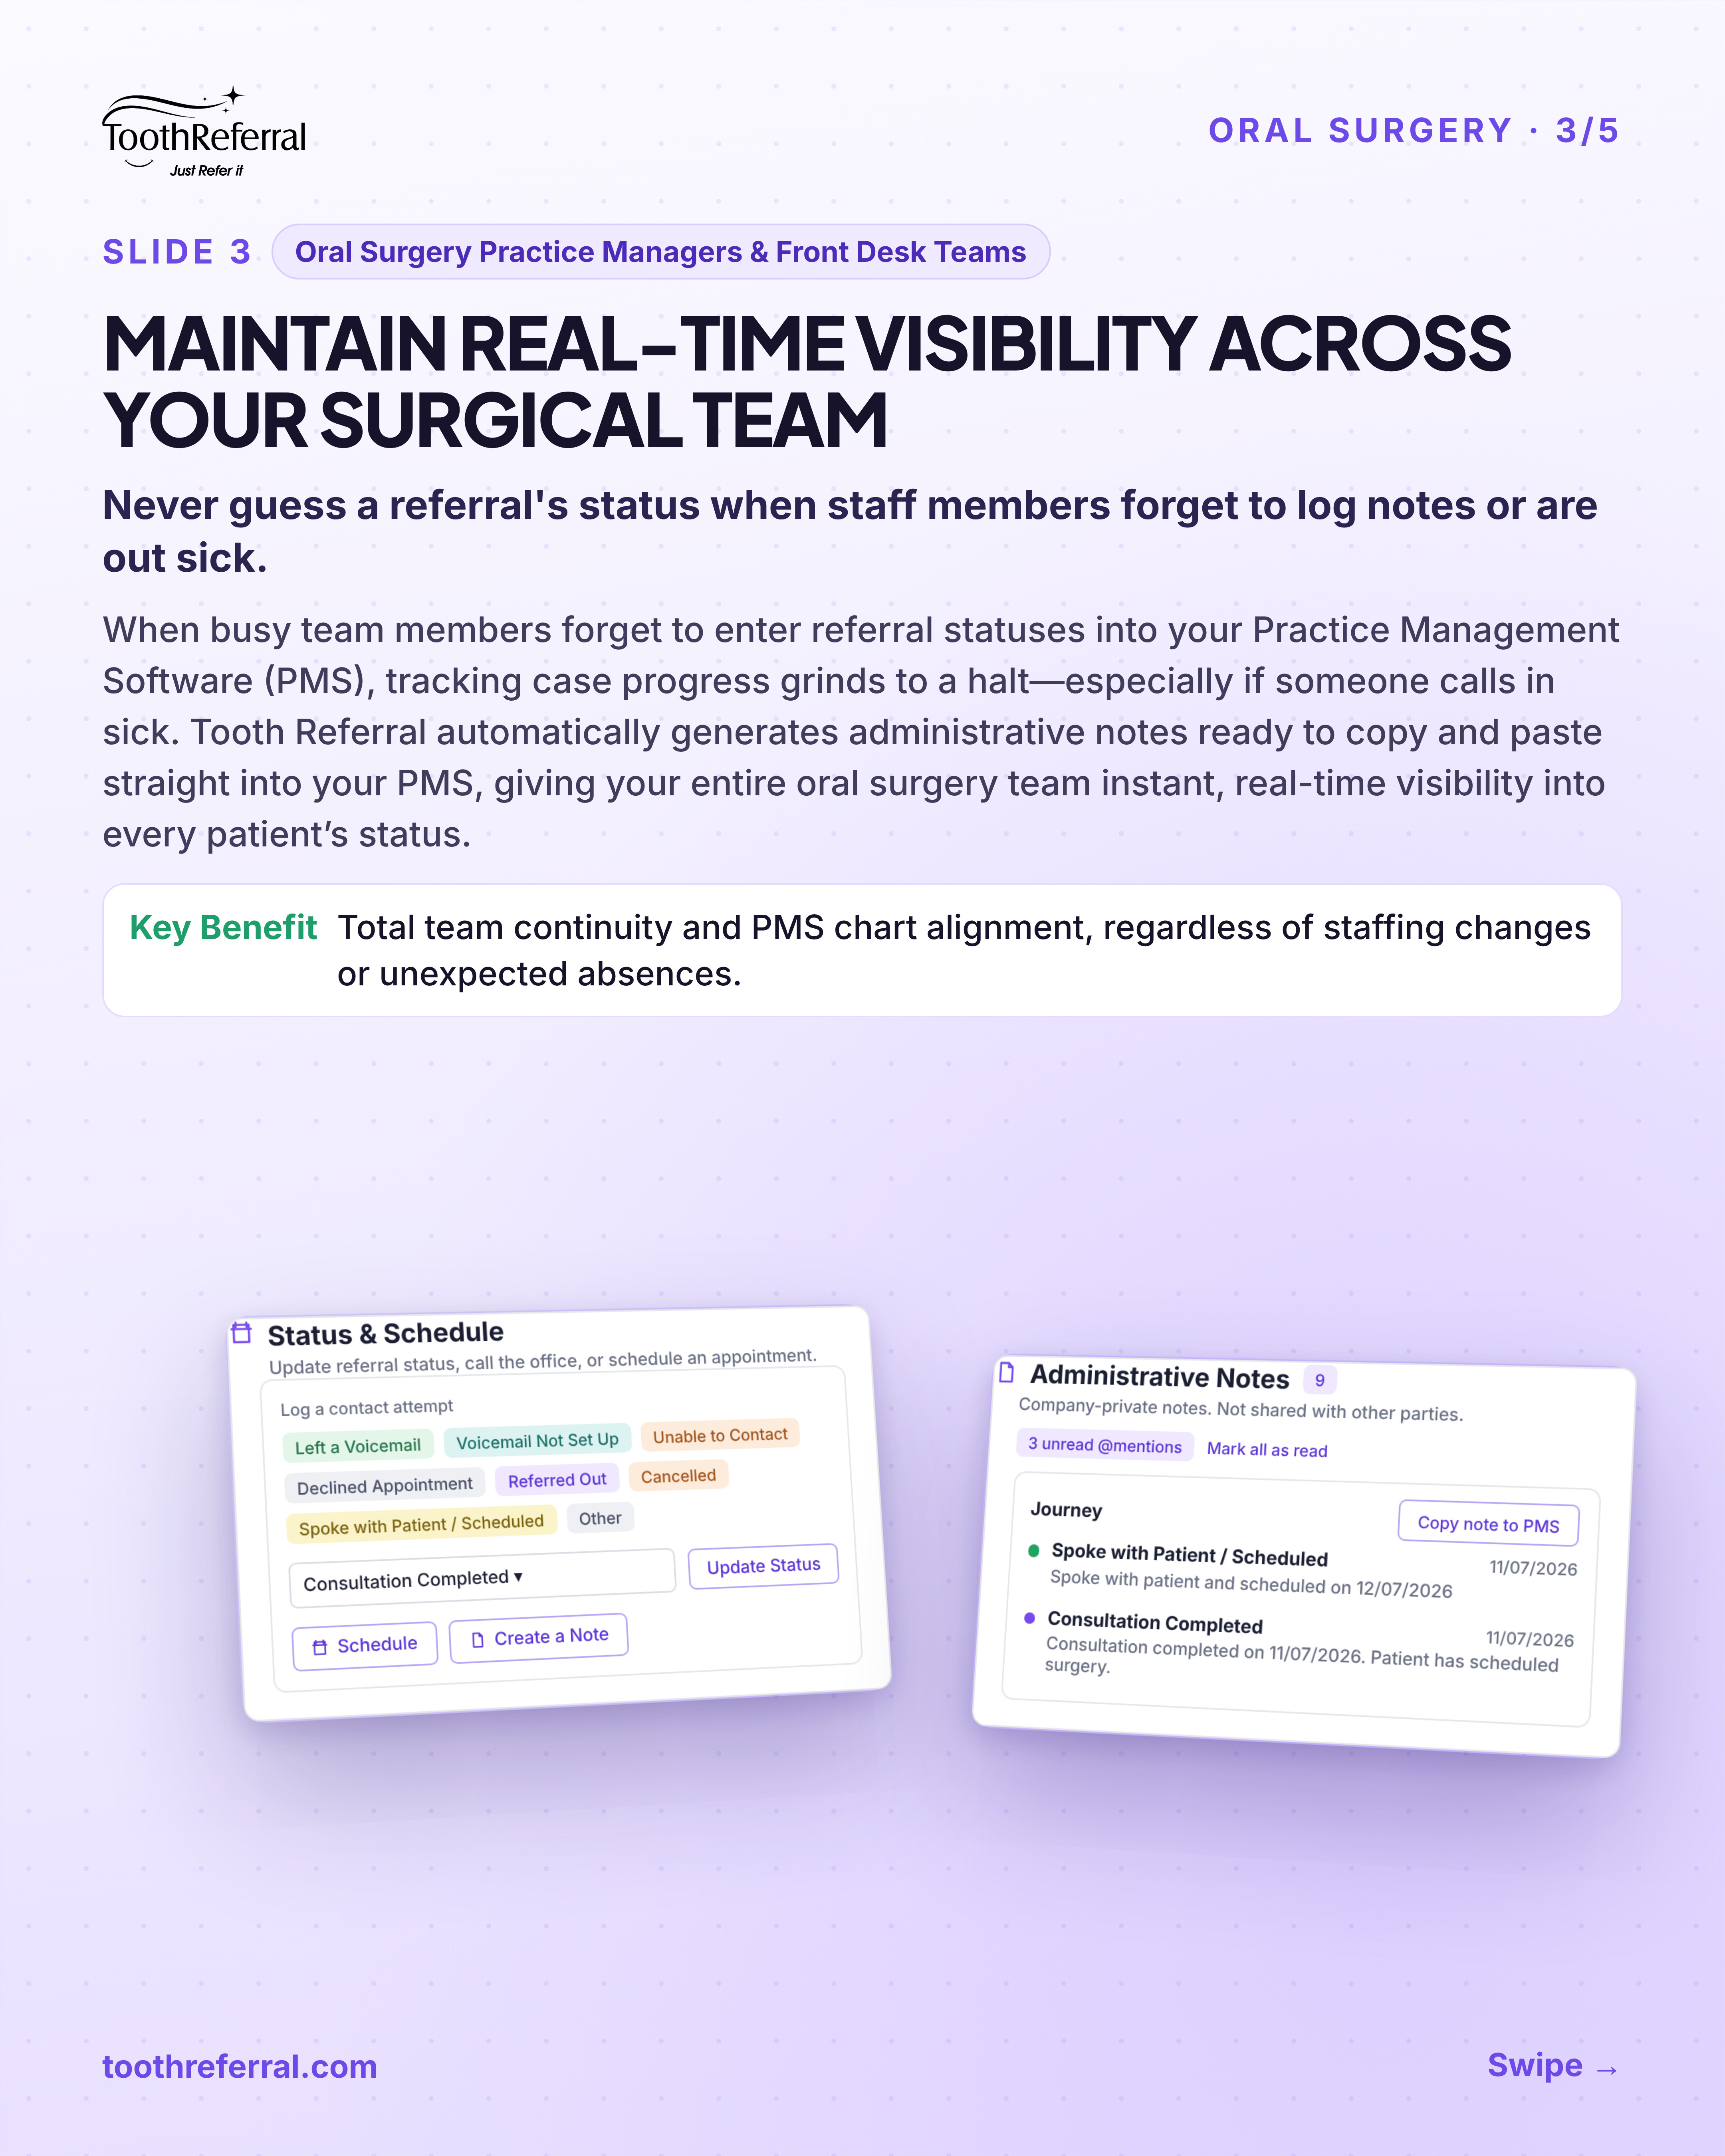 ToothReferral
Just Refer it
ORAL SURGERY · 3/5
SLIDE 3
Oral Surgery Practice Managers & Front Desk Teams
MAINTAIN REAL-TIME VISIBILITY ACROSS
YOUR SURGICAL TEAM
Never guess a referral's status when staff members forget to log notes or are
out sick.
When busy team members forget to enter referral statuses into your Practice Management
Software (PMS), tracking case progress grinds to a halt—especially if someone calls in
sick. Tooth Referral automatically generates administrative notes ready to copy and paste
straight into your PMS, giving your entire oral surgery team instant, real-time visibility into
every patient’s status.
Key Benefit
Total team continuity and PMS chart alignment, regardless of staffing changes
or unexpected absences.
Status & Schedule
Update referral status, call the office, or schedule an appointment.
Log a contact attempt
Left a Voicemail
Voicemail Not Set Up
Unable to Contact
Declined Appointment
Referred Out
Cancelled
Spoke with Patient / Scheduled
Other
Consultation Completed ▾
Update Status
Schedule
Create a Note
Administrative Notes 9
Company-private notes. Not shared with other parties.
3 unread @mentions
Mark all as read
Journey
Copy note to PMS
Spoke with Patient / Scheduled
11/07/2026
Spoke with patient and scheduled on 12/07/2026
Consultation Completed
11/07/2026
Consultation completed on 11/07/2026. Patient has scheduled
surgery.
toothreferral.com
Swipe →